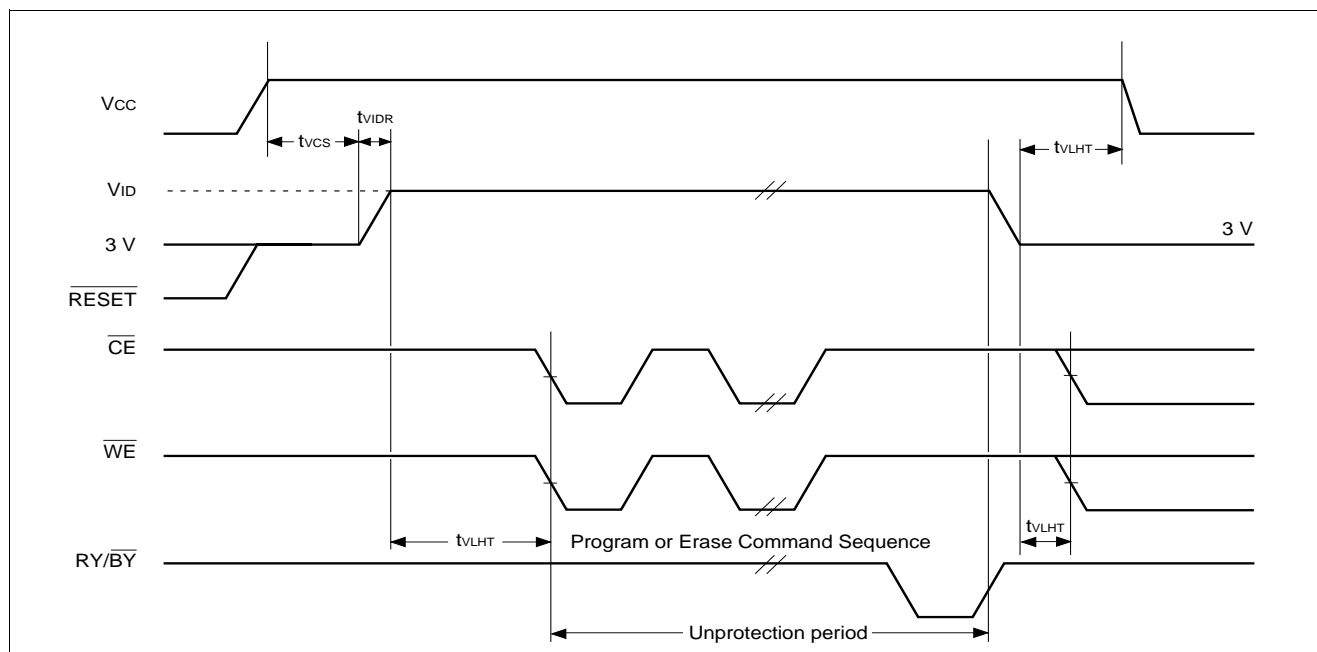 VCC
tVIDR
tVCS
tVLHT
VID
3 V
3 V
RESET
CE
WE
tVLHT
Program or Erase Command Sequence
tVLHT
RY/BY
Unprotection period